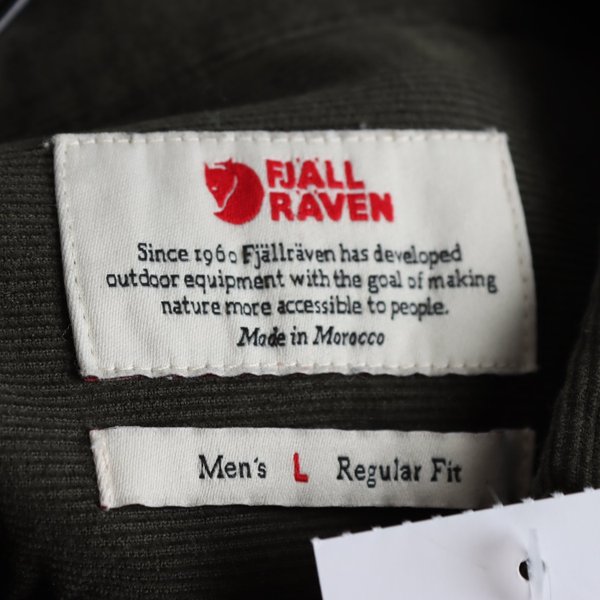 FJÄLL
RÄVEN
Since 1960 Fjällräven has developed
outdoor equipment with the goal of making
nature more accessible to people.
Made in Morocco
Men's L Regular Fit